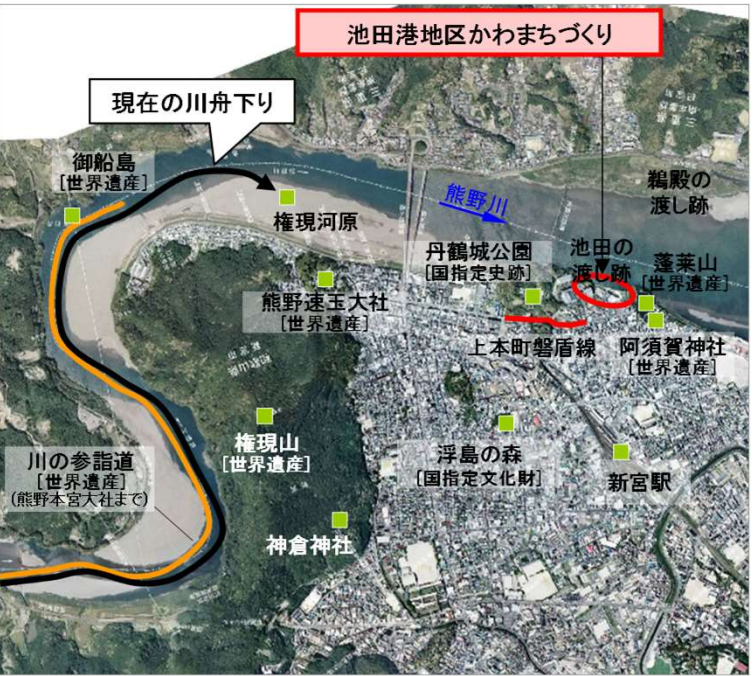 池田港地区かわまちづくり
現在の川舟下り
御船島
[世界遺産]
権現河原
熊野川
鵜殿の
渡し跡
丹鶴城公園
[国指定史跡]
池田の
渡し跡
蓬莱山
[世界遺産]
熊野速玉大社
[世界遺産]
上本町磐盾線
阿須賀神社
[世界遺産]
権現山
[世界遺産]
浮島の森
[国指定文化財]
新宮駅
川の参詣道
[世界遺産]
(熊野本宮大社まで)
神倉神社